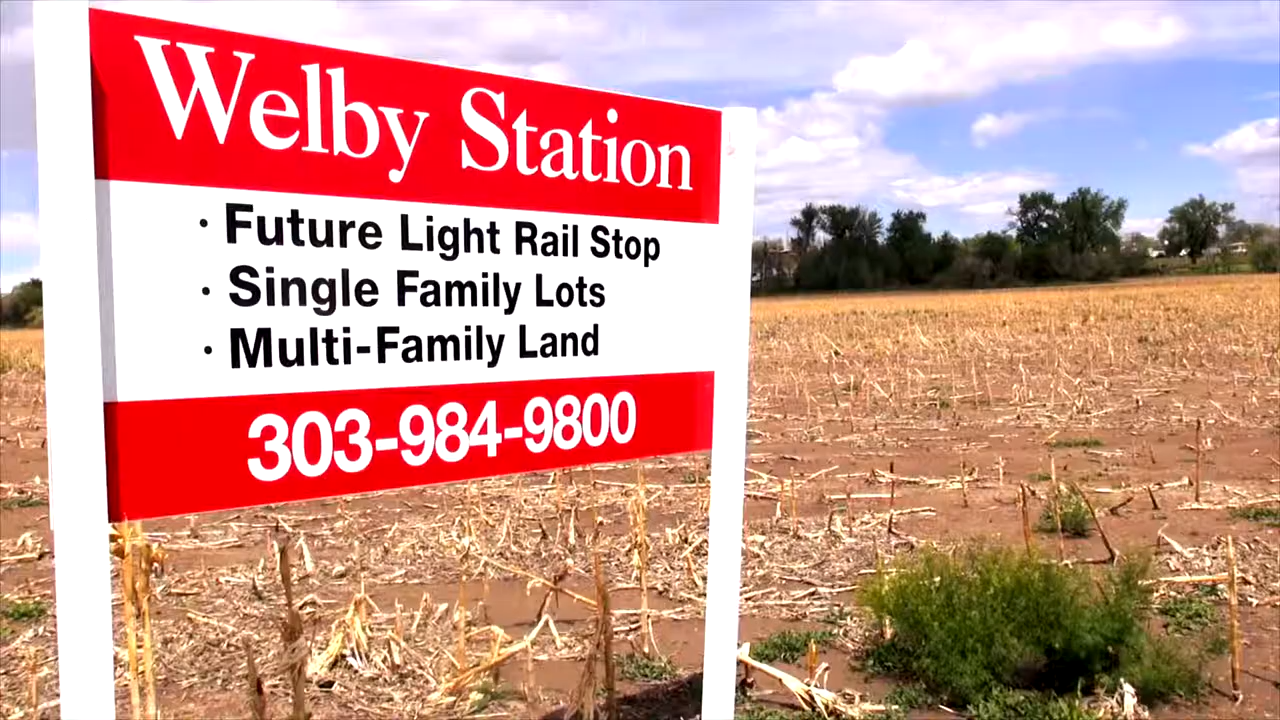 Welby Station
· Future Light Rail Stop
· Single Family Lots
· Multi-Family Land
303-984-9800